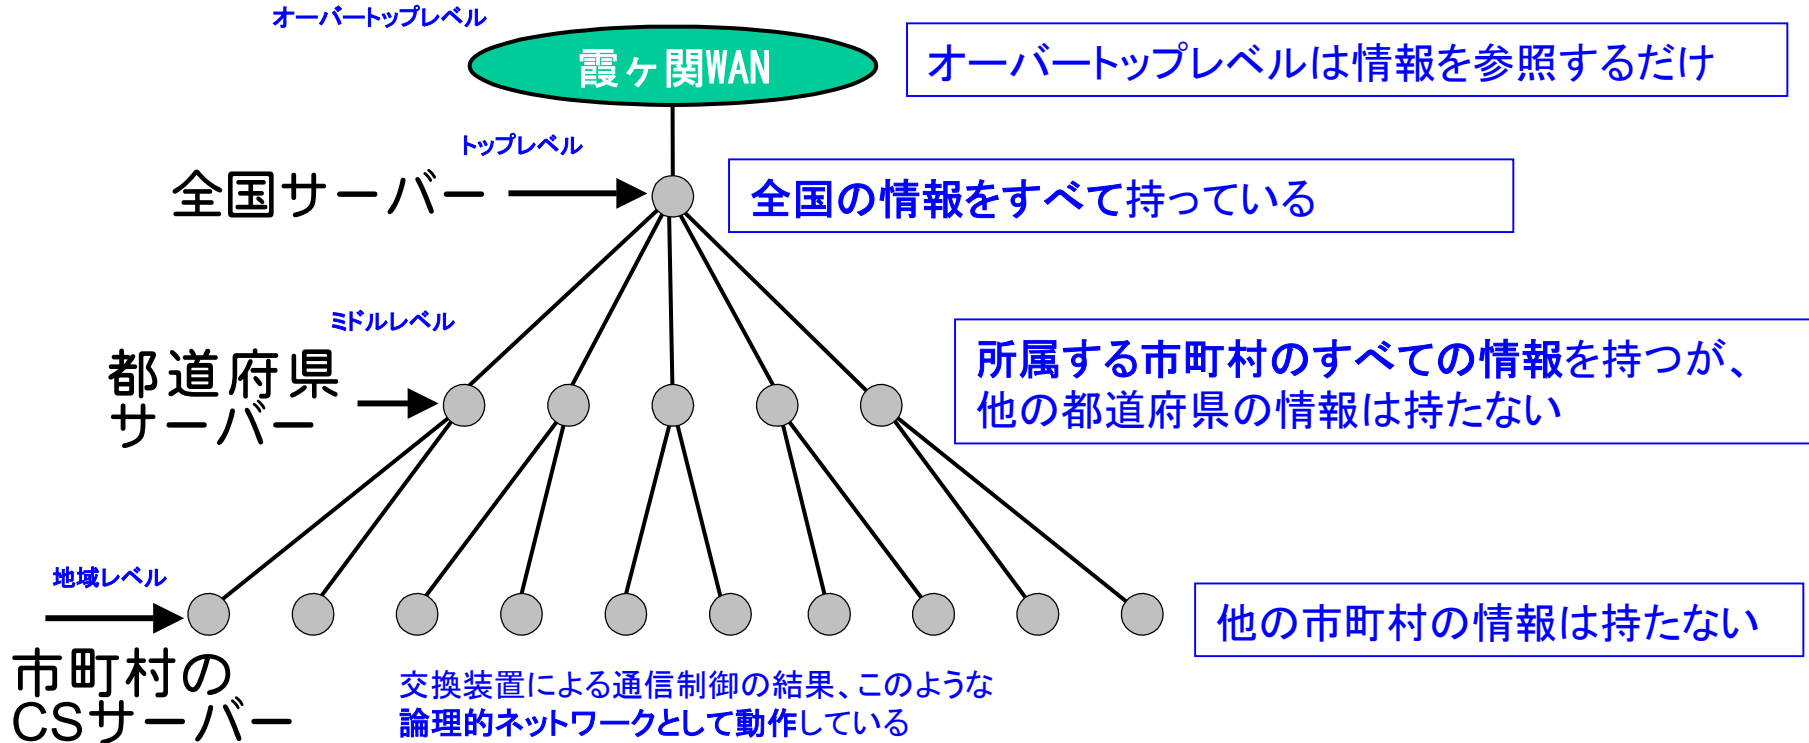 オーバートップレベル
霞ヶ関WAN
オーバートップレベルは情報を参照するだけ
トップレベル
全国サーバー
全国の情報をすべて持っている
ミドルレベル
都道府県
サーバー
所属する市町村のすべての情報を持つが、
他の都道府県の情報は持たない
地域レベル
市町村の
CSサーバー
他の市町村の情報は持たない
交換装置による通信制御の結果、このような
論理的ネットワークとして動作している